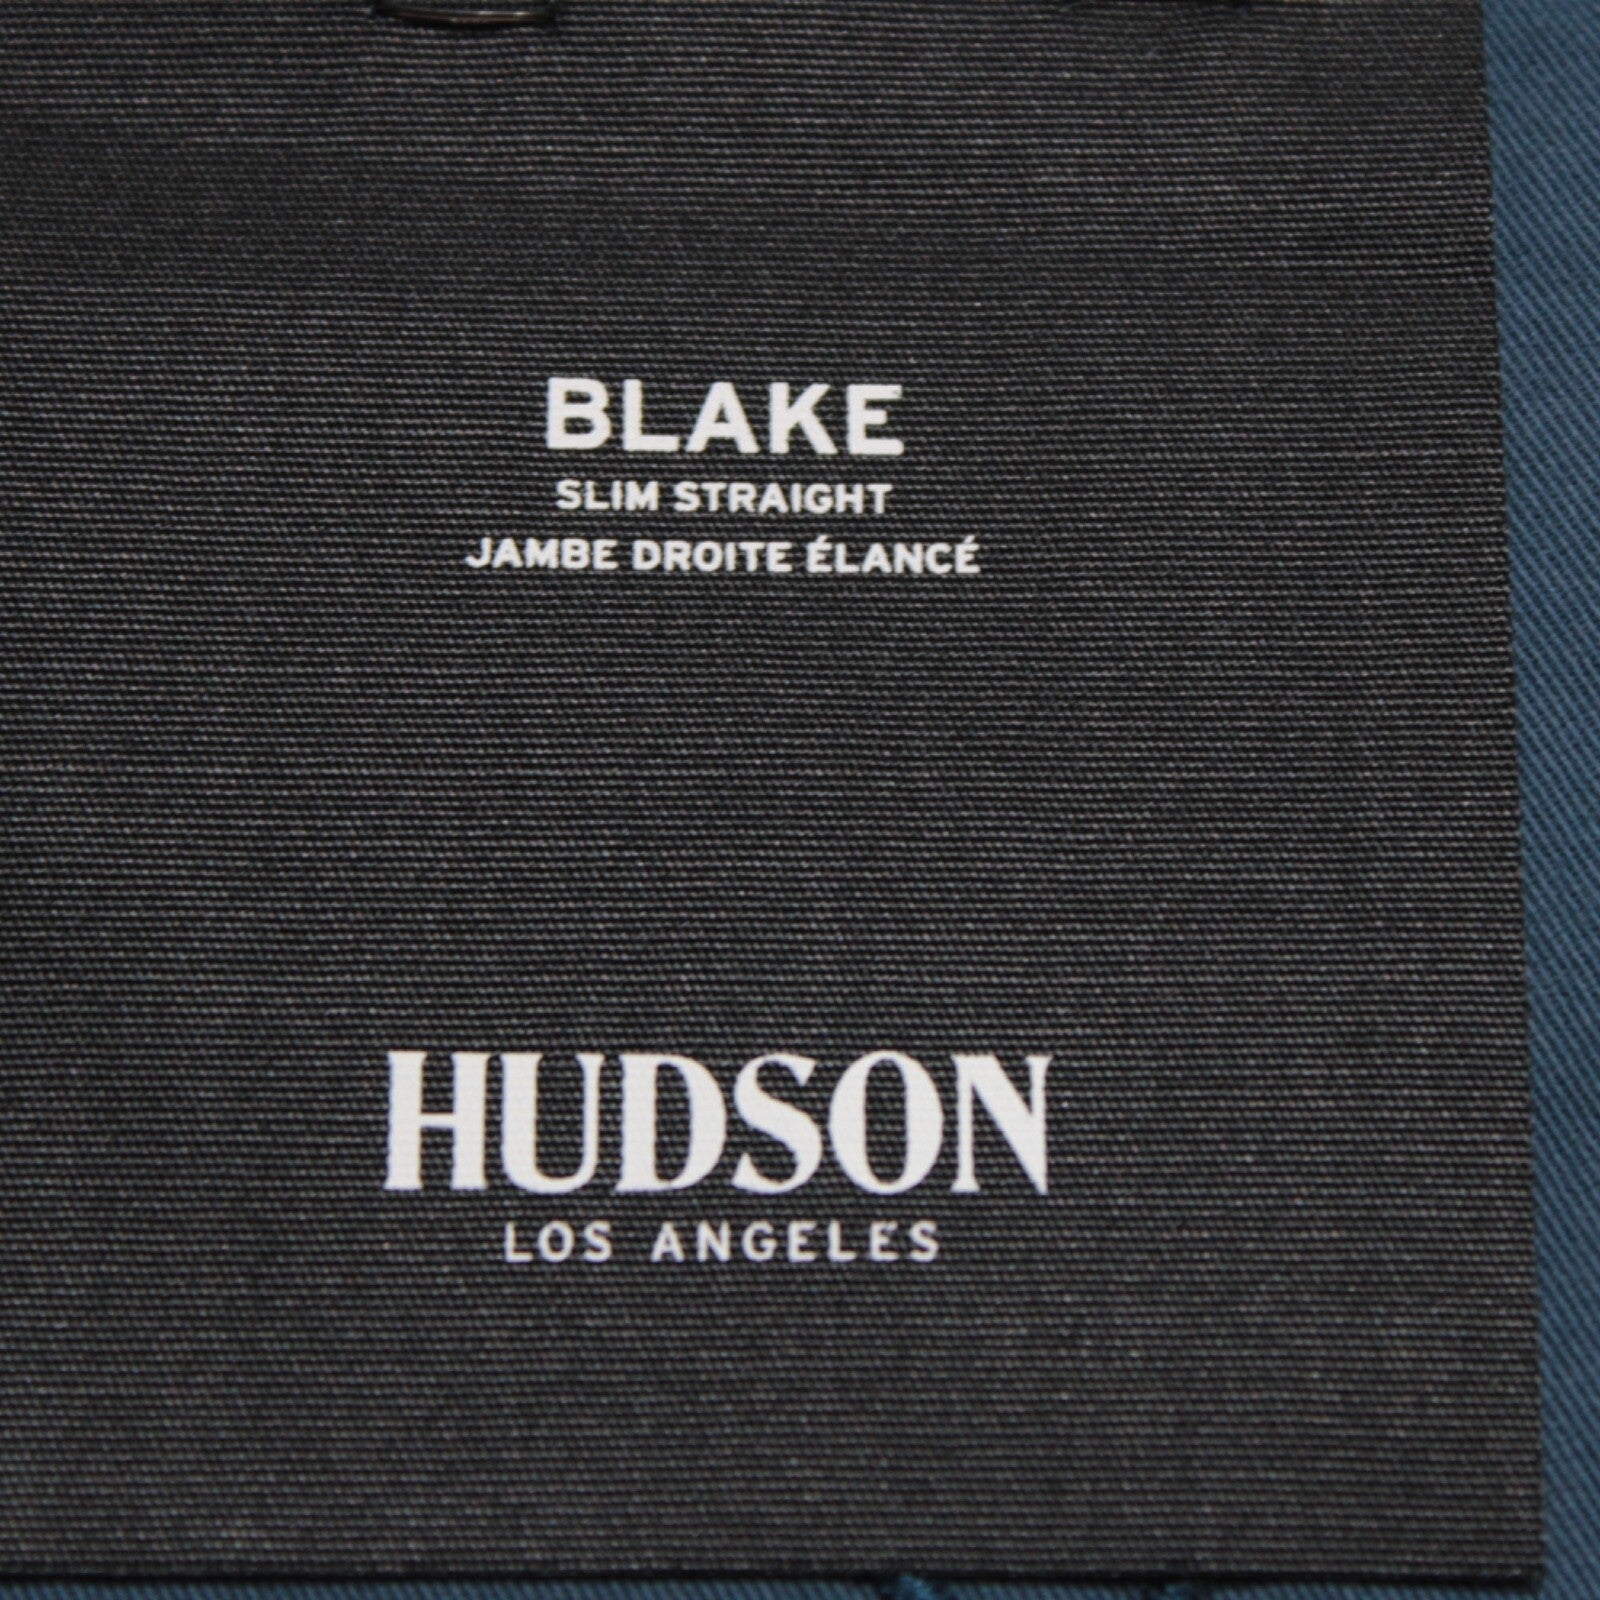 BLAKE
SLIM STRAIGHT
JAMBE DROITE ÉLANCÉ
HUDSON
LOS ANGELES